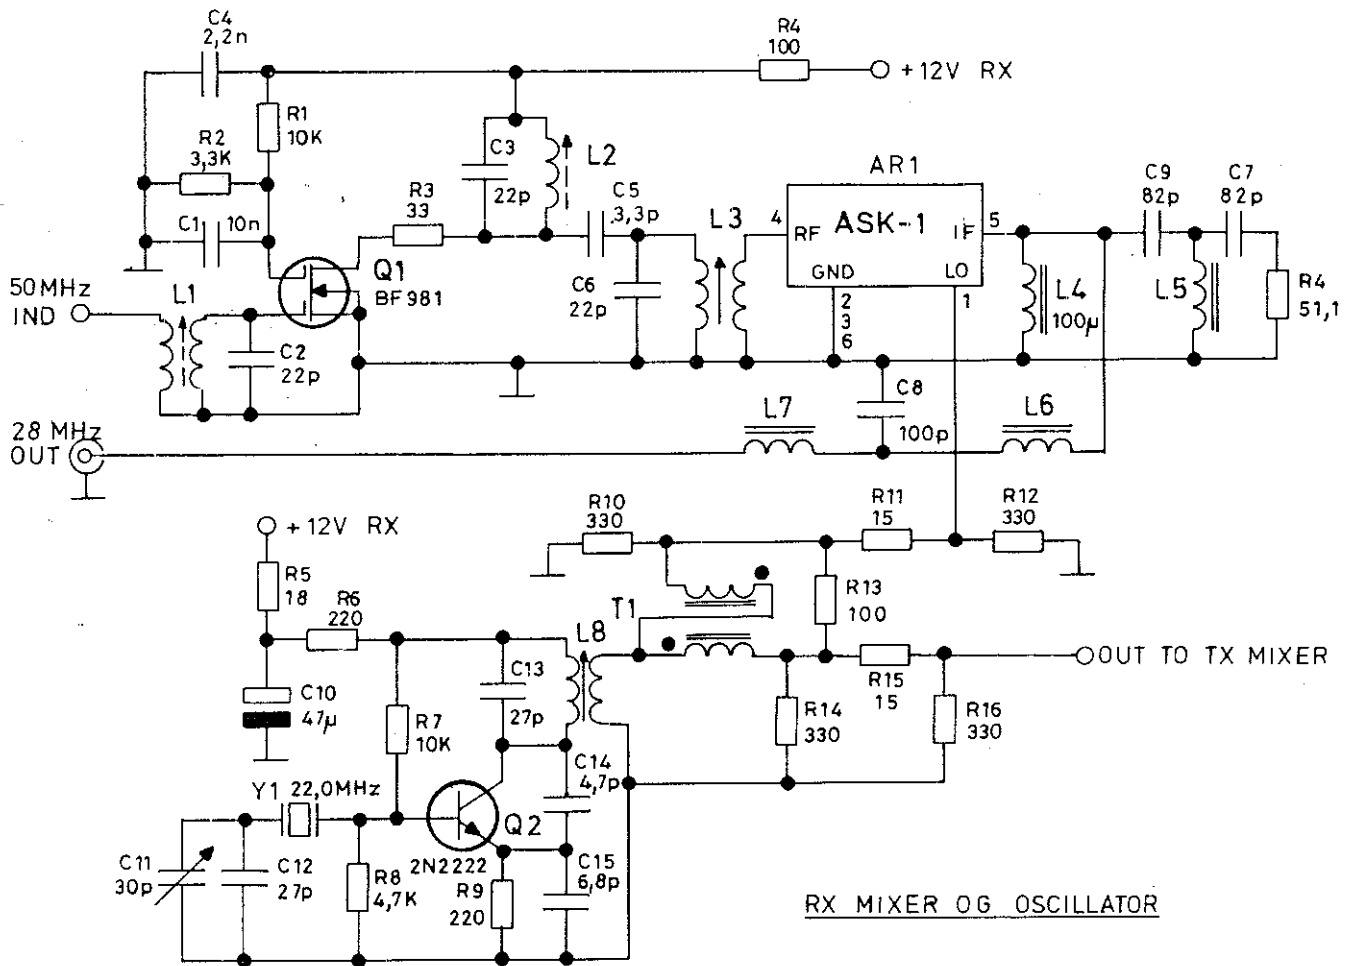 C4
2,2n
R4
100
+12V RX
R1
10K
R2
3,3K
C1
10n
C3
22p
L2
R3
33
C5
3,3p
L3
AR1
4
RF
ASK-1
IF
5
GND
LO
2
3
6
1
C9
82p
C7
82p
L4
100µ
L5
R4
51,1
Q1
BF981
C6
22p
50MHz
IND
L1
C2
22p
28 MHz
OUT
L7
C8
100p
L6
+12V RX
R5
18
R6
220
R10
330
R11
15
R12
330
R13
100
T1
L8
C13
27p
OUT TO TX MIXER
R15
15
R14
330
R16
330
C10
47µ
R7
10K
C14
4,7p
Y1
22,0MHz
Q2
2N2222
C11
30p
C12
27p
R8
4,7K
R9
220
C15
6,8p
RX MIXER OG OSCILLATOR